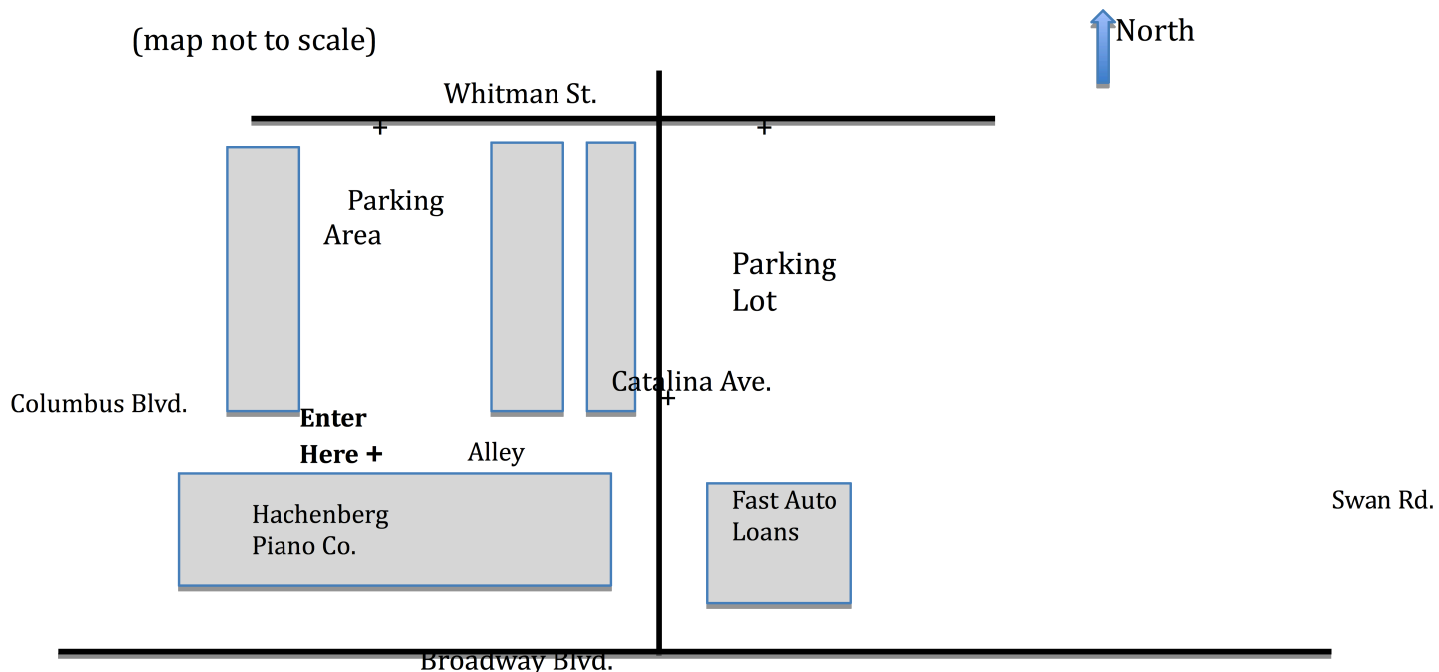 (map not to scale)
North
Whitman St.
+
+
Parking
Area
Parking
Lot
Catalina Ave.
+
Columbus Blvd.
Enter
Here +
Alley
Hachenberg
Piano Co.
Fast Auto
Loans
Swan Rd.
Broadway Blvd.